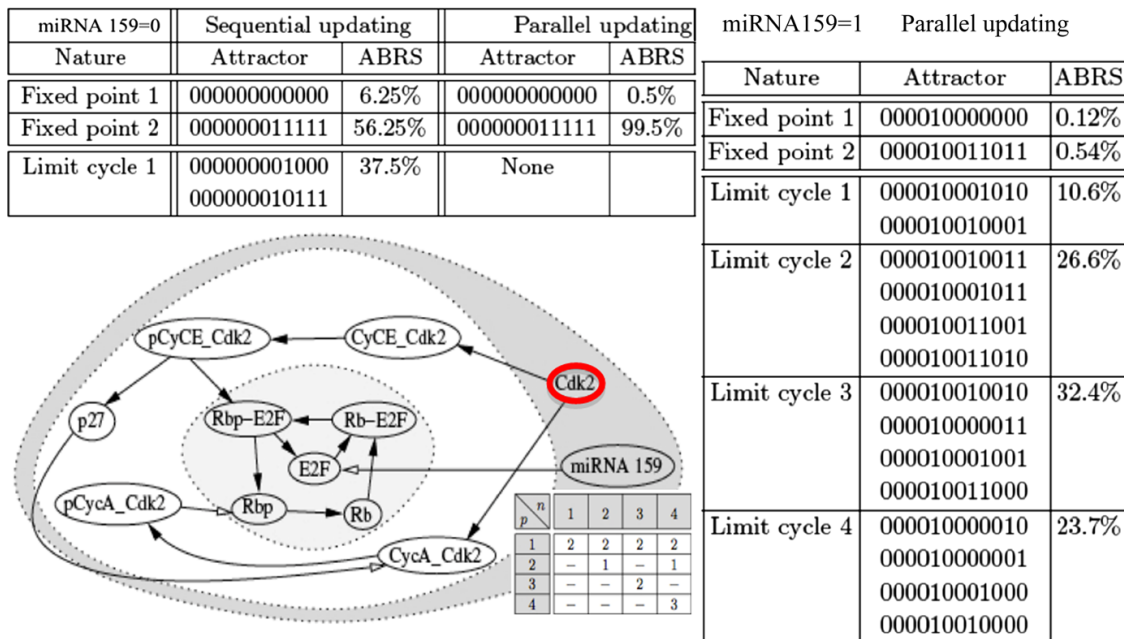 miRNA 159=0 Sequential updating Parallel updating
Nature Attractor ABRS Attractor ABRS
Fixed point 1 000000000000 6.25% 000000000000 0.5%
Fixed point 2 000000011111 56.25% 000000011111 99.5%
Limit cycle 1 000000001000 37.5% None
000000010111
miRNA159=1 Parallel updating
Nature Attractor ABRS
Fixed point 1 000010000000 0.12%
Fixed point 2 000010011011 0.54%
Limit cycle 1 000010001010 10.6%
000010010001
Limit cycle 2 000010010011 26.6%
000010001011
000010011001
000010011010
Limit cycle 3 000010010010 32.4%
000010000011
000010001001
000010011000
Limit cycle 4 000010000010 23.7%
000010000001
000010001000
000010010000
pCyCE_Cdk2 CyCE_Cdk2
Cdk2
p27 Rbp-E2F Rb-E2F
E2F miRNA 159
pCycA_Cdk2 Rbp Rb
CycA_Cdk2
p n 1 2 3 4
1 2 2 2 2
2 – 1 – 1
3 – – 2 –
4 – – – 3